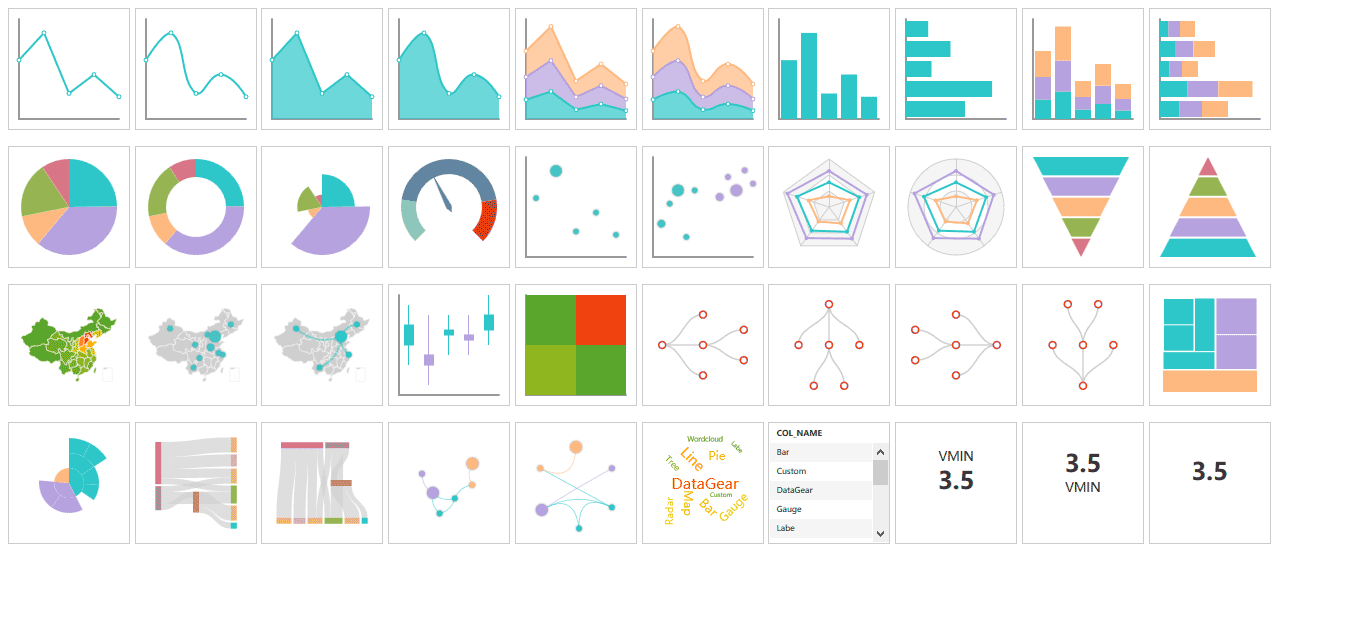 Wordcloud
Labe
Line
Pie
Tree
DataGear
Custom
Radar
Map
Bar
Gauge
COL_NAME
Bar
Custom
DataGear
Gauge
Labe
VMIN
3.5
3.5
VMIN
3.5